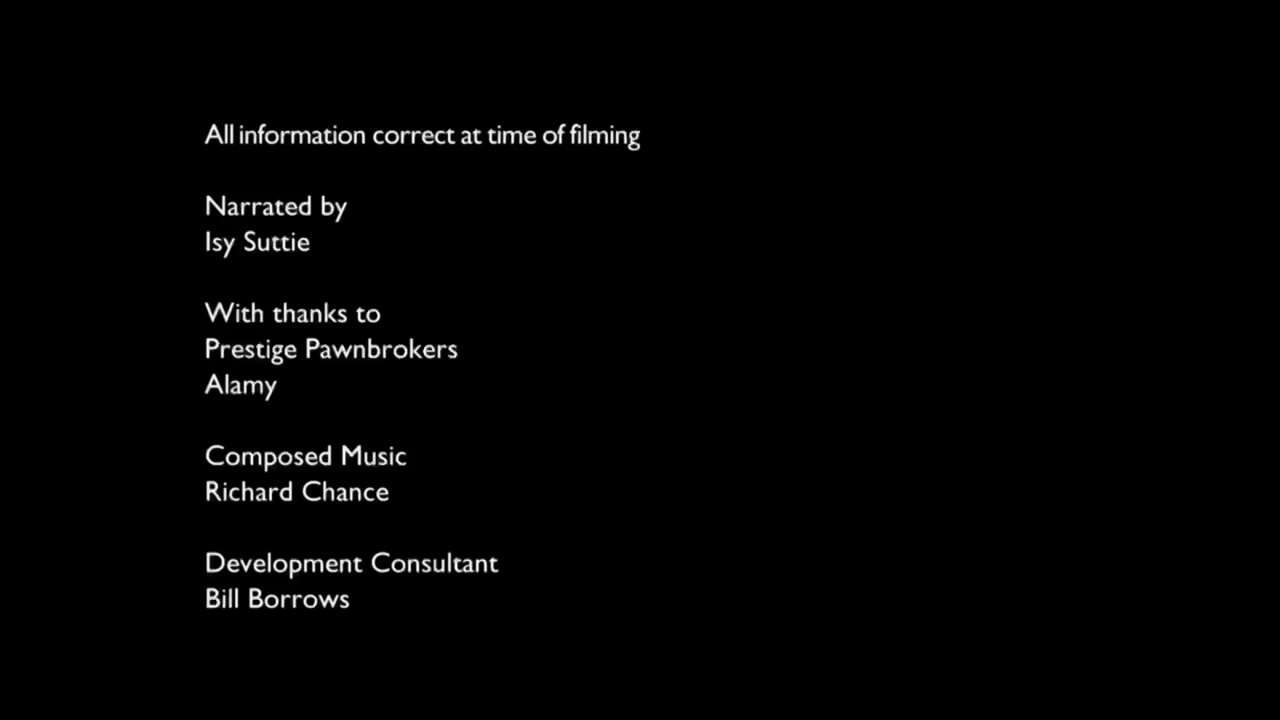 All information correct at time of filming
Narrated by
Isy Suttie
With thanks to
Prestige Pawnbrokers
Alamy
Composed Music
Richard Chance
Development Consultant
Bill Borrows